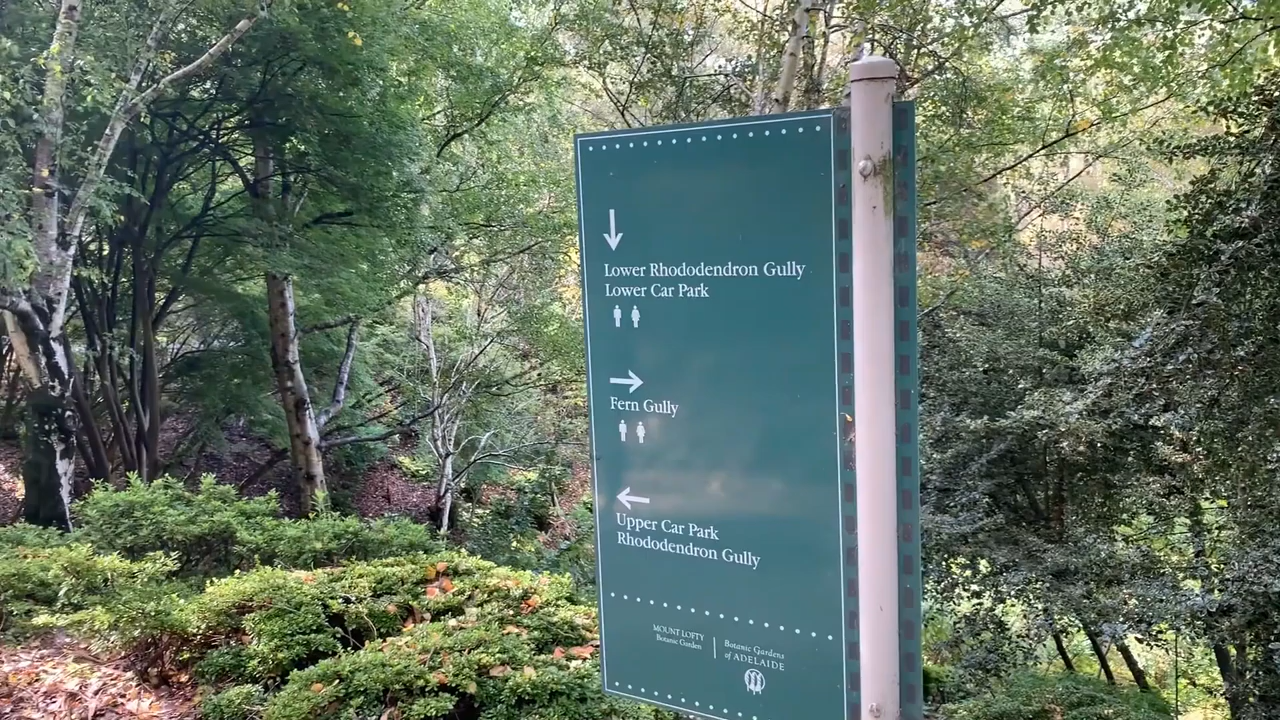 Lower Rhododendron Gully
Lower Car Park
Fern Gully
Upper Car Park
Rhododendron Gully
MOUNT LOFTY
Botanic Garden
Botanic Gardens
of ADELAIDE